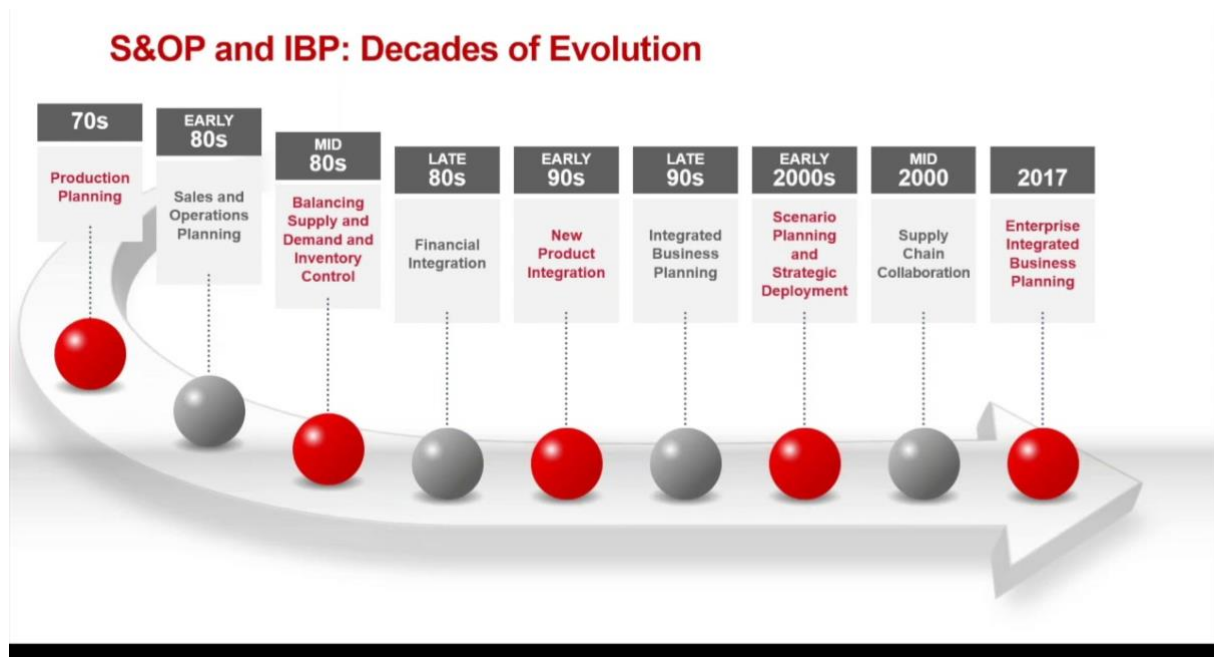 S&OP and IBP: Decades of Evolution
70s
Production
Planning
EARLY
80s
Sales and
Operations
Planning
MID
80s
Balancing
Supply and
Demand and
Inventory
Control
LATE
80s
Financial
Integration
EARLY
90s
New
Product
Integration
LATE
90s
Integrated
Business
Planning
EARLY
2000s
Scenario
Planning
and
Strategic
Deployment
MID
2000
Supply
Chain
Collaboration
2017
Enterprise
Integrated
Business
Planning